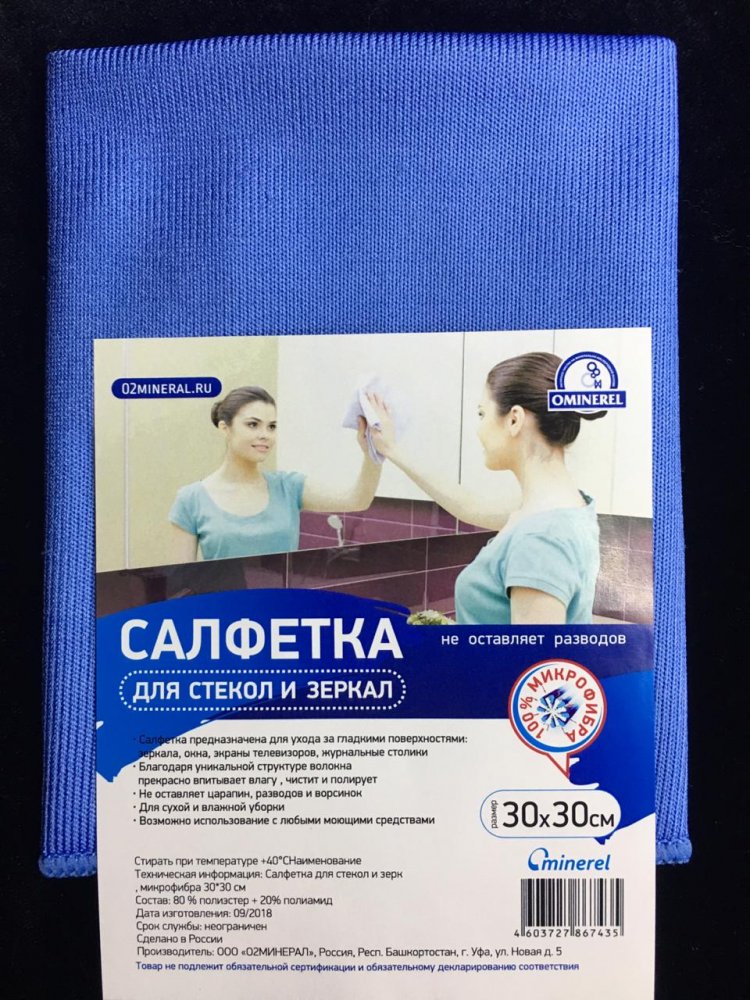 O2MINERAL.RU
OMINEREL
САЛФЕТКА
не оставляет разводов
ДЛЯ СТЕКОЛ И ЗЕРКАЛ
100% МИКРОФИБРА
· Салфетка предназначена для ухода за гладкими поверхностями:
зеркала, окна, экраны телевизоров, журнальные столики
· Благодаря уникальной структуре волокна
прекрасно впитывает влагу , чистит и полирует
· Не оставляет царапин, разводов и ворсинок
· Для сухой и влажной уборки
· Возможно использование с любыми моющими средствами
размер
30х30см
Стирать при температуре +40°СНаименование
Техническая информация: Салфетка для стекол и зерк
, микрофибра 30*30 см
Состав: 80 % полиэстер + 20% полиамид
Дата изготовления: 09/2018
Срок службы: неограничен
Сделано в России
Производитель: ООО «О2МИНЕРАЛ», Россия, Респ. Башкортостан, г. Уфа, ул. Новая д. 5
Товар не подлежит обязательной сертификации и обязательному декларированию соответствия
Ominerel
4 603727 867435